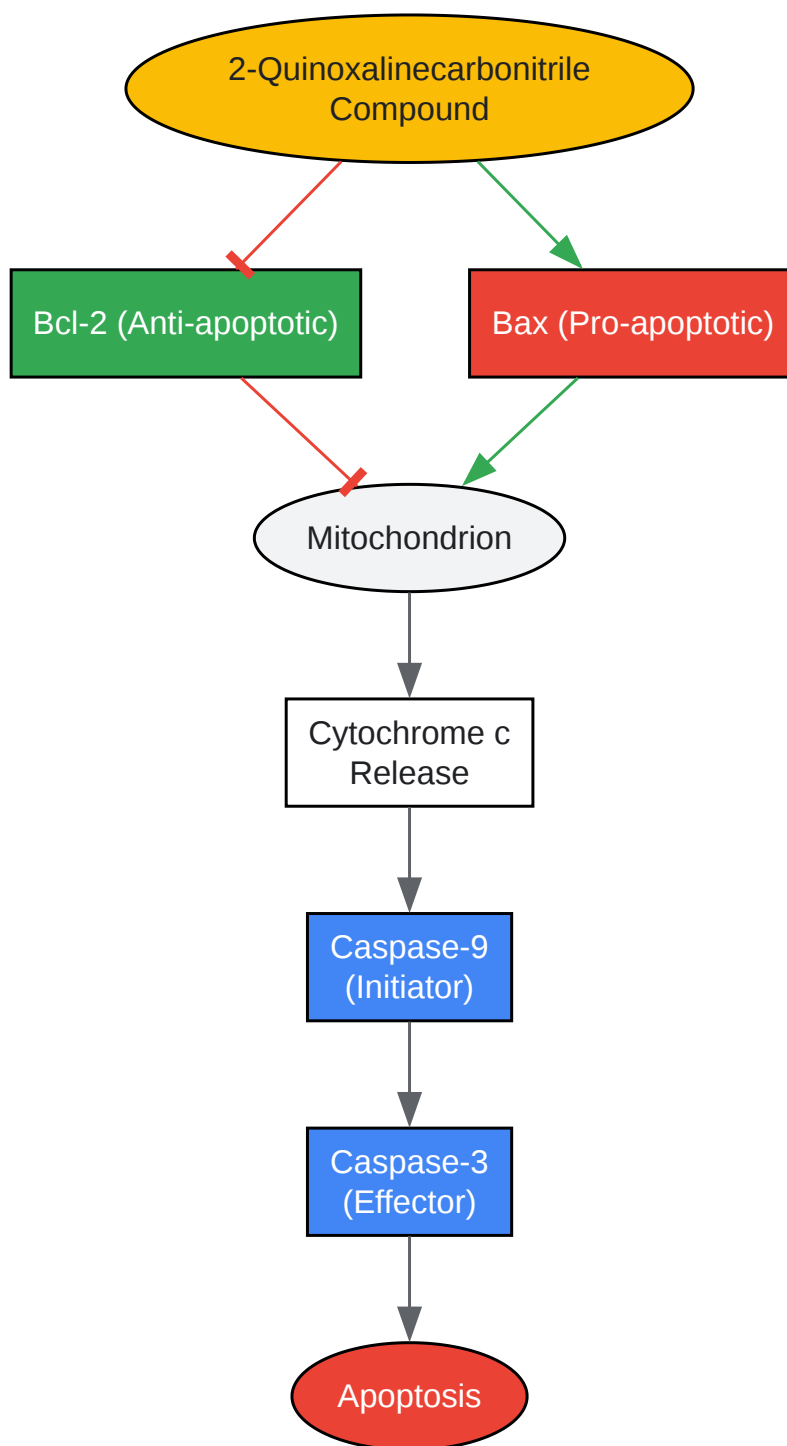 2-Quinoxalinecarbonitrile
Compound
Bcl-2 (Anti-apoptotic)
Bax (Pro-apoptotic)
Mitochondrion
Cytochrome c
Release
Caspase-9
(Initiator)
Caspase-3
(Effector)
Apoptosis